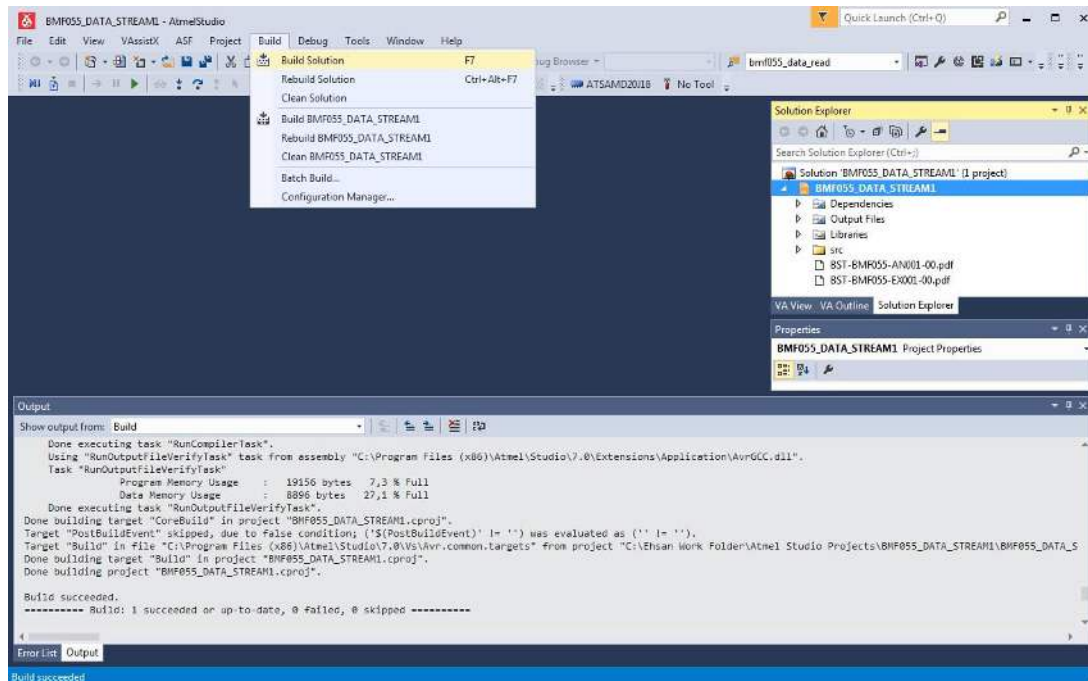 BMF055_DATA_STREAM1 - AtmelStudio
Quick Launch (Ctrl+Q)
File Edit View VAssistX ASF Project Build Debug Tools Window Help
Build Solution F7
Rebuild Solution Ctrl+Alt+F7
Clean Solution
Build BMF055_DATA_STREAM1
Rebuild BMF055_DATA_STREAM1
Clean BMF055_DATA_STREAM1
Batch Build...
Configuration Manager...
Browser
bmf055_data_read
ATSAMD20J18 No Tool
Solution Explorer
Search Solution Explorer (Ctrl+;)
Solution 'BMF055_DATA_STREAM1' (1 project)
BMF055_DATA_STREAM1
Dependencies
Output Files
Libraries
src
BST-BMF055-AN001-00.pdf
BST-BMF055-EX001-00.pdf
VA View VA Outline Solution Explorer
Properties
BMF055_DATA_STREAM1 Project Properties
Output
Show output from: Build
Done executing task "RunCompilerTask".
Using "RunOutputFileVerifyTask" task from assembly "C:\Program Files (x86)\Atmel\Studio\7.0\Extensions\Application\AvrGCC.dll".
Task "RunOutputFileVerifyTask"
Program Memory Usage : 19156 bytes 7,3 % Full
Data Memory Usage : 8896 bytes 27,1 % Full
Done executing task "RunOutputFileVerifyTask".
Done building target "CoreBuild" in project "BMF055_DATA_STREAM1.cproj".
Target "PostBuildEvent" skipped, due to false condition; ('$(PostBuildEvent)' != '') was evaluated as ('' != '').
Target "Build" in file "C:\Program Files (x86)\Atmel\Studio\7.0\Vs\Avr.common.targets" from project "C:\Ehsan Work Folder\Atmel Studio Projects\BMF055_DATA_STREAM1\BMF055_DATA_S
Done building target "Build" in project "BMF055_DATA_STREAM1.cproj".
Done building project "BMF055_DATA_STREAM1.cproj".
Build succeeded.
========== Build: 1 succeeded or up-to-date, 0 failed, 0 skipped ==========
Error List Output
Build succeeded